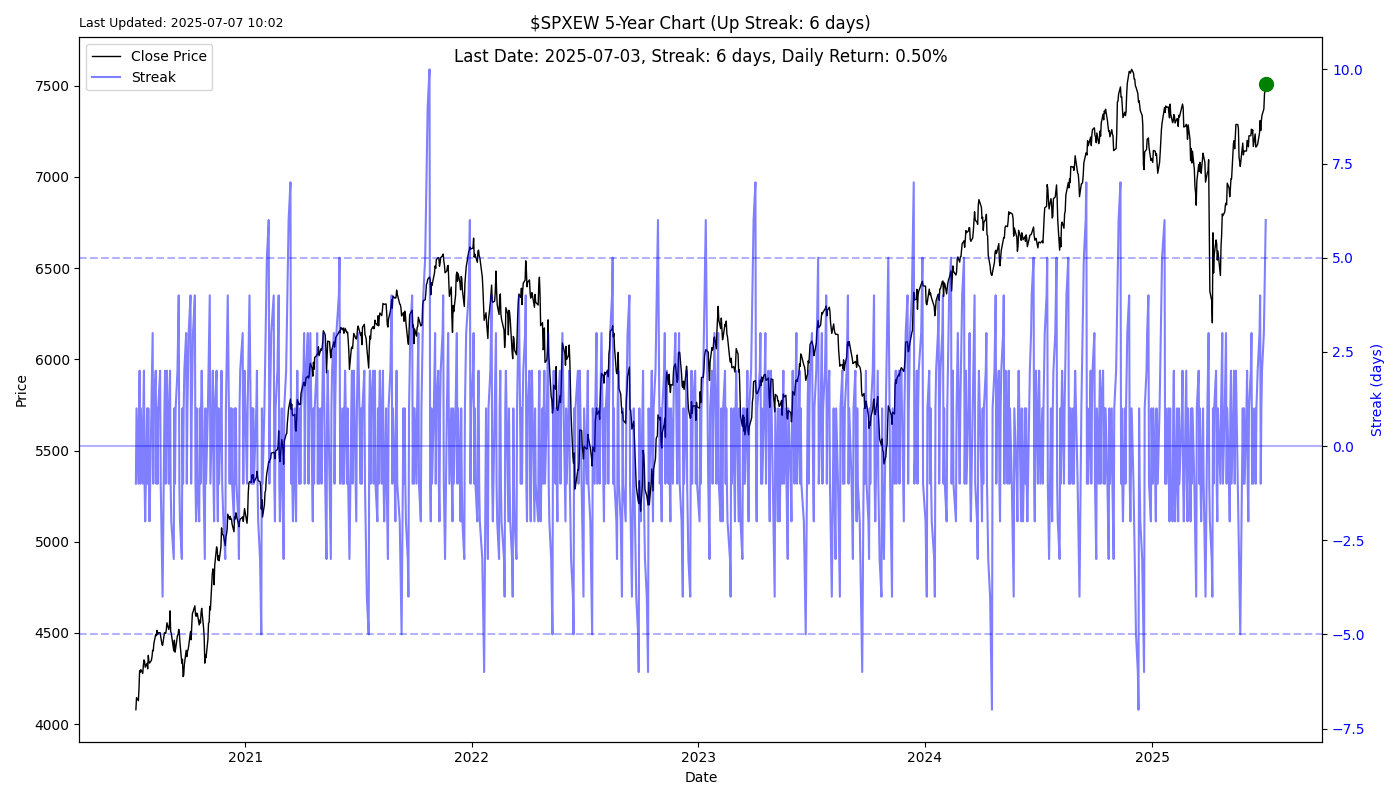 Last Updated: 2025-07-07 10:02
$SPXEW 5-Year Chart (Up Streak: 6 days)
Last Date: 2025-07-03, Streak: 6 days, Daily Return: 0.50%
Close Price
Streak
7500
7000
6500
6000
5500
5000
4500
4000
Price
10.0
7.5
5.0
2.5
0.0
−2.5
−5.0
−7.5
Streak (days)
2021
2022
2023
2024
2025
Date